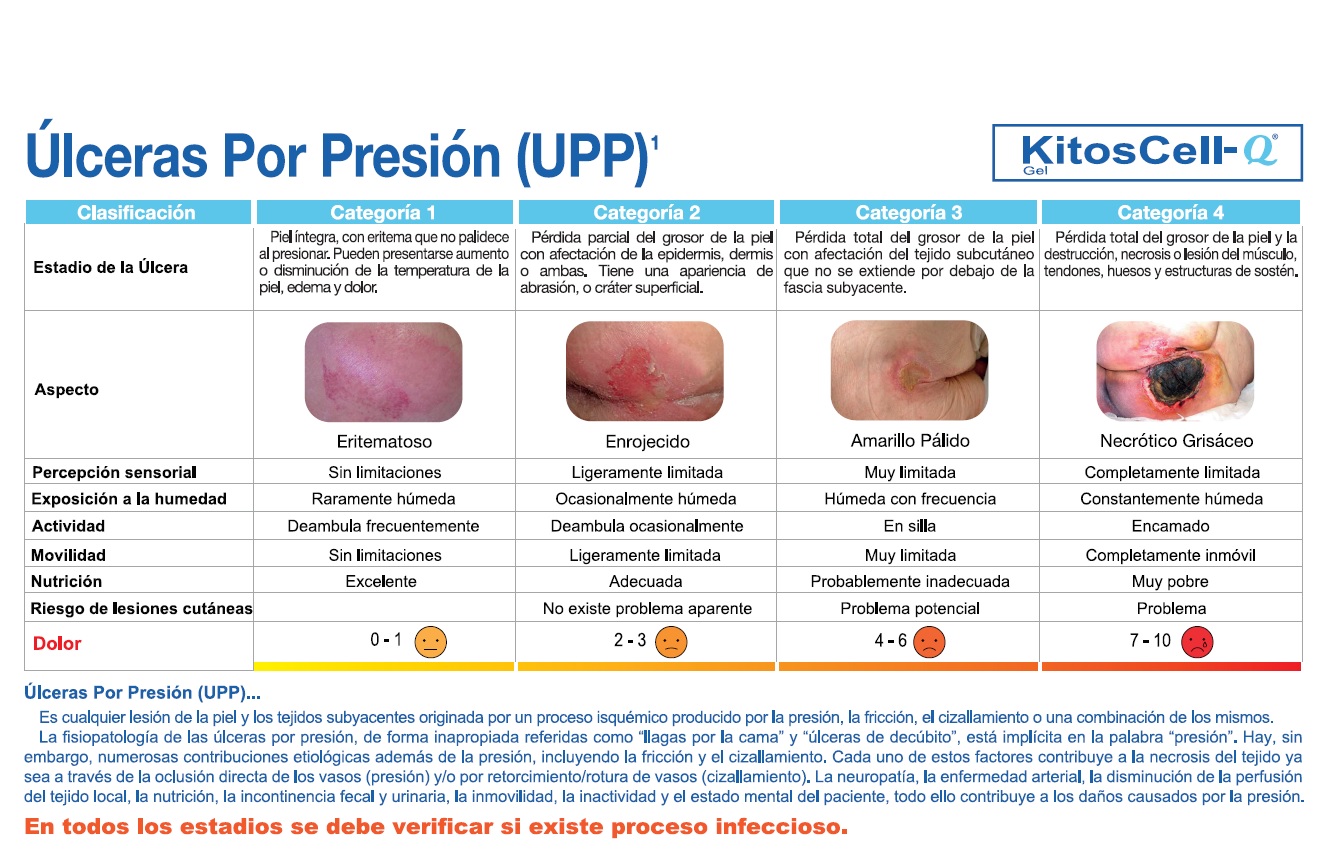 Úlceras Por Presión (UPP)¹
KitosCell-Q®
Gel
Clasificación
Categoría 1
Categoría 2
Categoría 3
Categoría 4
Estadio de la Úlcera
Piel íntegra, con eritema que no palidece
al presionar. Pueden presentarse aumento
o disminución de la temperatura de la
piel, edema y dolor.
Pérdida parcial del grosor de la piel
con afectación de la epidermis, dermis
o ambas. Tiene una apariencia de
abrasión, o cráter superficial.
Pérdida total del grosor de la piel
con afectación del tejido subcutáneo
que no se extiende por debajo de la
fascia subyacente.
Pérdida total del grosor de la piel y la
destrucción, necrosis o lesión del músculo,
tendones, huesos y estructuras de sostén.
Aspecto
Eritematoso
Enrojecido
Amarillo Pálido
Necrótico Grisáceo
Percepción sensorial
Sin limitaciones
Ligeramente limitada
Muy limitada
Completamente limitada
Exposición a la humedad
Raramente húmeda
Ocasionalmente húmeda
Húmeda con frecuencia
Constantemente húmeda
Actividad
Deambula frecuentemente
Deambula ocasionalmente
En silla
Encamado
Movilidad
Sin limitaciones
Ligeramente limitada
Muy limitada
Completamente inmóvil
Nutrición
Excelente
Adecuada
Probablemente inadecuada
Muy pobre
Riesgo de lesiones cutáneas
No existe problema aparente
Problema potencial
Problema
Dolor
0 - 1
2 - 3
4 - 6
7 - 10
Úlceras Por Presión (UPP)...
Es cualquier lesión de la piel y los tejidos subyacentes originada por un proceso isquémico producido por la presión, la fricción, el cizallamiento o una combinación de los mismos.
La fisiopatología de las úlceras por presión, de forma inapropiada referidas como “llagas por la cama” y “úlceras de decúbito”, está implícita en la palabra “presión”. Hay, sin
embargo, numerosas contribuciones etiológicas además de la presión, incluyendo la fricción y el cizallamiento. Cada uno de estos factores contribuye a la necrosis del tejido ya
sea a través de la oclusión directa de los vasos (presión) y/o por retorcimiento/rotura de vasos (cizallamiento). La neuropatía, la enfermedad arterial, la disminución de la perfusión
del tejido local, la nutrición, la incontinencia fecal y urinaria, la inmovilidad, la inactividad y el estado mental del paciente, todo ello contribuye a los daños causados por la presión.
En todos los estadios se debe verificar si existe proceso infeccioso.